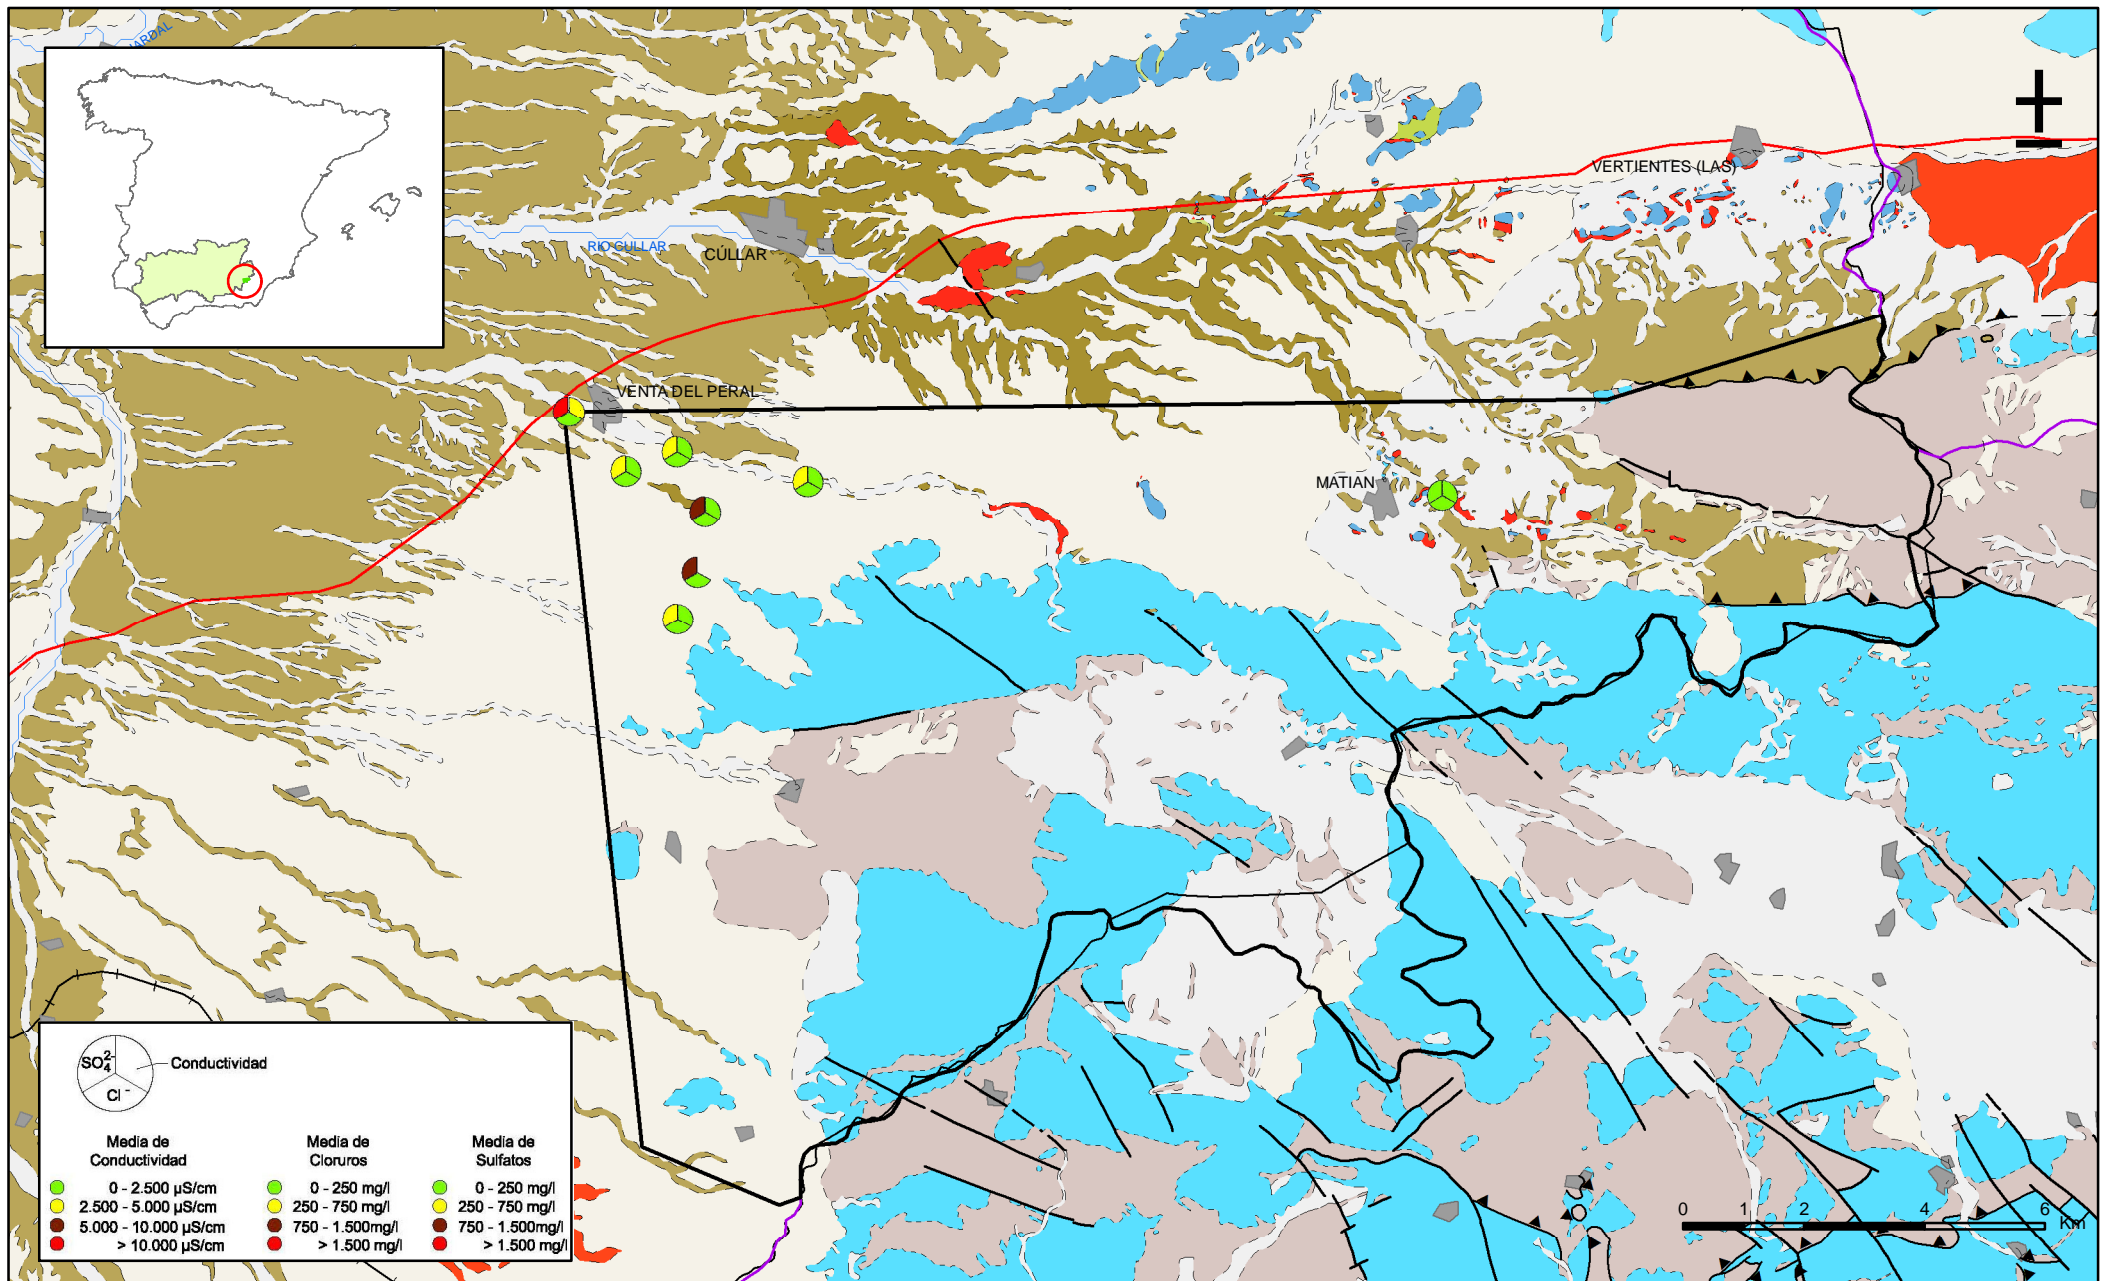 VERTIENTES (LAS)
RIO CULLAR
CÚLLAR
VENTA DEL PERAL
MATIAN
SO₄²⁻
Conductividad
Cl⁻
Media de
Conductividad
0 - 2.500 µS/cm
2.500 - 5.000 µS/cm
5.000 - 10.000 µS/cm
> 10.000 µS/cm
Media de
Cloruros
0 - 250 mg/l
250 - 750 mg/l
750 - 1.500mg/l
> 1.500 mg/l
Media de
Sulfatos
0 - 250 mg/l
250 - 750 mg/l
750 - 1.500mg/l
> 1.500 mg/l
0 1 2 4 6
Km